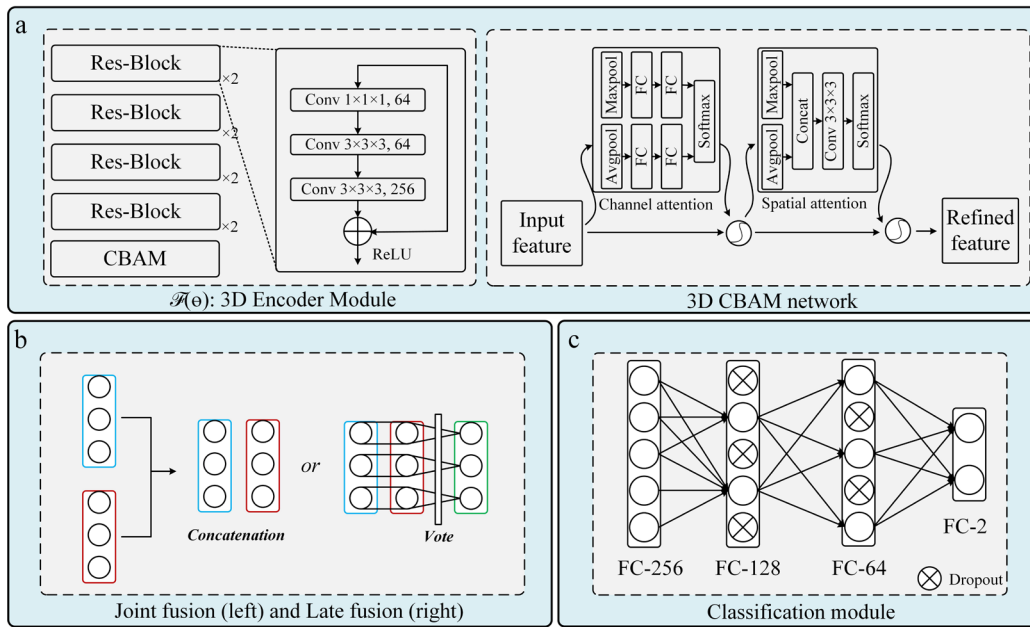 a
Res-Block
×2
Res-Block
×2
Res-Block
×2
Res-Block
×2
CBAM
Conv 1×1×1, 64
Conv 3×3×3, 64
Conv 3×3×3, 256
ReLU
ℱ(ɵ): 3D Encoder Module
Maxpool
FC
FC
Avgpool
FC
FC
Softmax
Channel attention
Maxpool
Avgpool
Concat
Conv 3×3×3
Softmax
Spatial attention
Input
feature
Refined
feature
3D CBAM network
b
or
Concatenation
Vote
Joint fusion (left) and Late fusion (right)
c
FC-256
FC-128
FC-64
FC-2
Dropout
Classification module